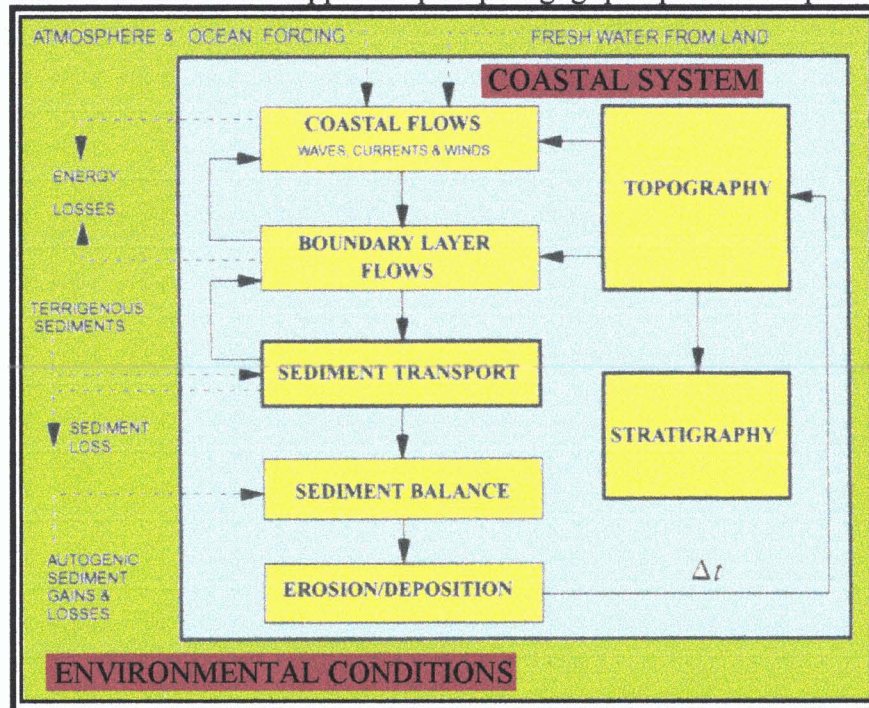 ATMOSPHERE & OCEAN FORCING
FRESH WATER FROM LAND
COASTAL SYSTEM
COASTAL FLOWS
WAVES, CURRENTS & WINDS
TOPOGRAPHY
ENERGY
LOSSES
BOUNDARY LAYER
FLOWS
TERRIGENOUS
SEDIMENTS
SEDIMENT TRANSPORT
STRATIGRAPHY
SEDIMENT
LOSS
SEDIMENT BALANCE
AUTOGENIC
SEDIMENT
GAINS &
LOSSES
EROSION/DEPOSITION
Δt
ENVIRONMENTAL CONDITIONS